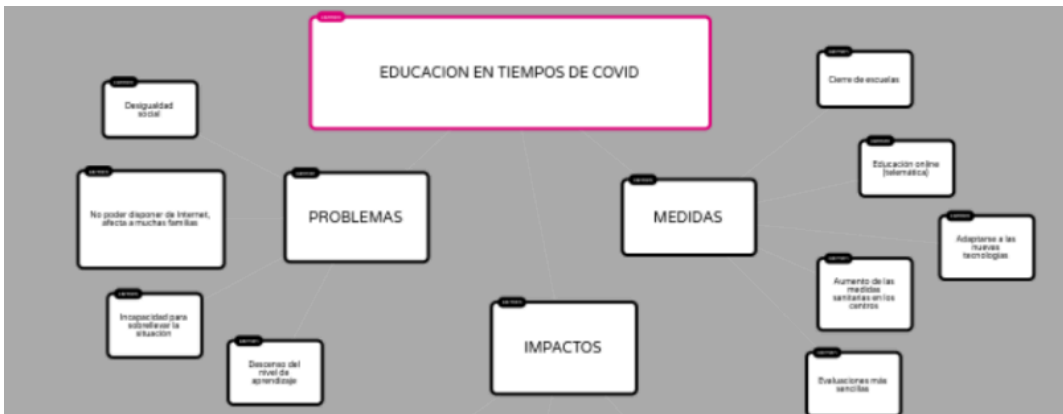 EDUCACION EN TIEMPOS DE COVID
Desigualdad
social
No poder disponer de Internet,
afecta a muchas familias
PROBLEMAS
Incapacidad para
sobrellevar la
situación
Descenso del
nivel de
aprendizaje
IMPACTOS
MEDIDAS
Cierre de escuelas
Educación online
(telemática)
Adaptarse a las
nuevas
tecnologías
Aumento de las
medidas
sanitarias en los
centros
Evaluaciones más
sencillas